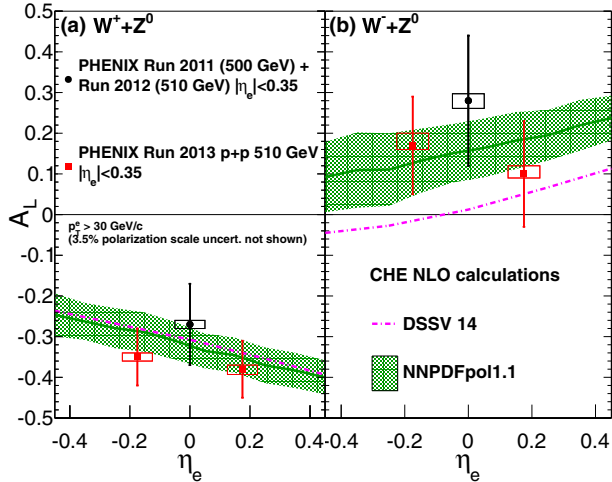 (a) W⁺+Z⁰
(b) W⁻+Z⁰
PHENIX Run 2011 (500 GeV) +
Run 2012 (510 GeV) |ηₑ|<0.35
PHENIX Run 2013 p+p 510 GeV
|ηₑ|<0.35
p_T^e > 30 GeV/c
(3.5% polarization scale uncert. not shown)
CHE NLO calculations
DSSV 14
NNPDFpol1.1
A_L
0.5
0.4
0.3
0.2
0.1
0
-0.1
-0.2
-0.3
-0.4
-0.5
-0.4 -0.2 0 0.2 0.4
-0.4 -0.2 0 0.2 0.4
ηₑ
ηₑ